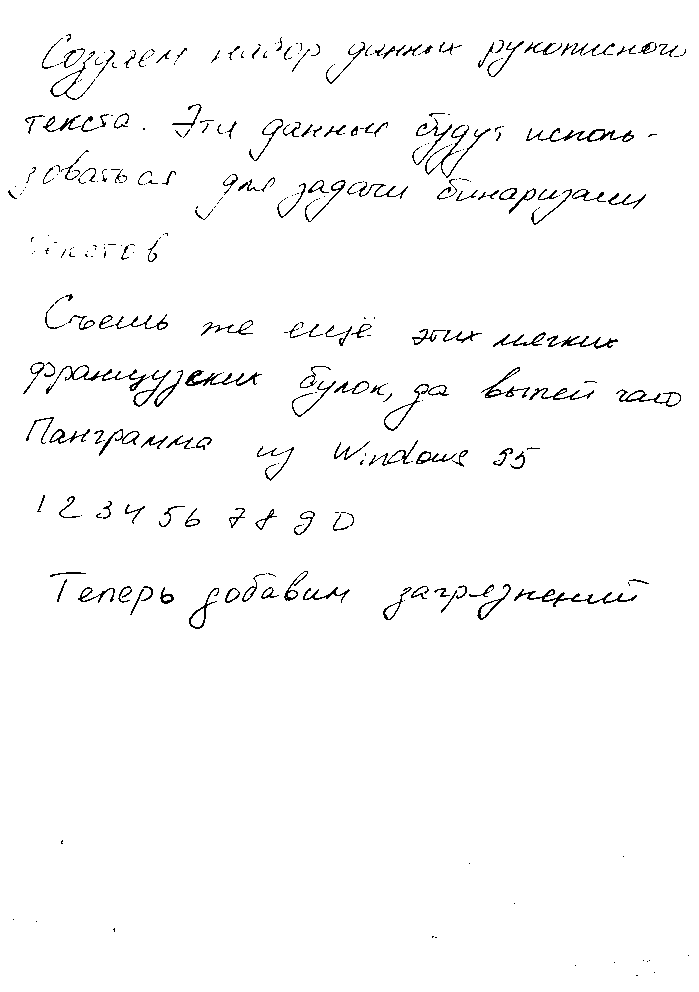 Создаем набор данных рукописного
текста. Эти данные будут исполь-
зоваться для задачи бинаризации
текстов
Съешь же ещё этих мягких
французских булок, да выпей чаю
Панграмма из Windows 95
1 2 3 4 5 6 7 8 9 0
Теперь добавим загрязнений